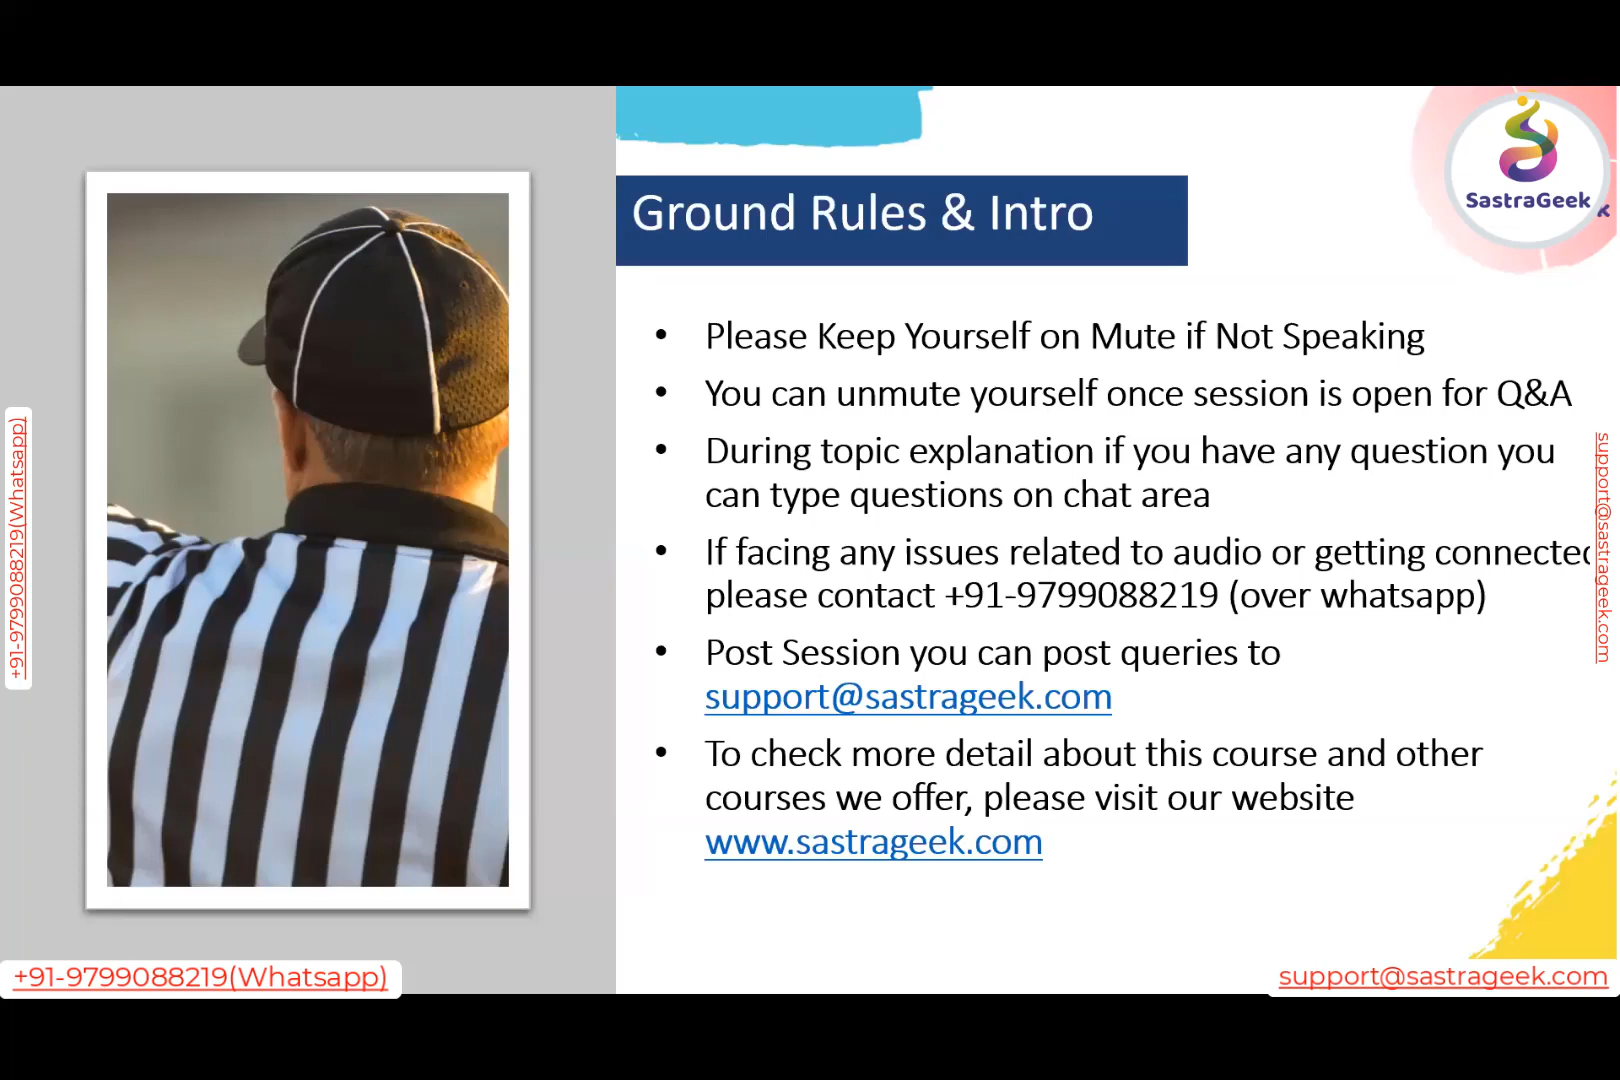 SastraGeek
Ground Rules & Intro
• Please Keep Yourself on Mute if Not Speaking
• You can unmute yourself once session is open for Q&A
• During topic explanation if you have any question you
can type questions on chat area
• If facing any issues related to audio or getting connected
please contact +91-9799088219 (over whatsapp)
• Post Session you can post queries to
support@sastrageek.com
• To check more detail about this course and other
courses we offer, please visit our website
www.sastrageek.com
+91-9799088219(Whatsapp)
support@sastrageek.com
+91-9799088219(Whatsapp)
support@sastrageek.com